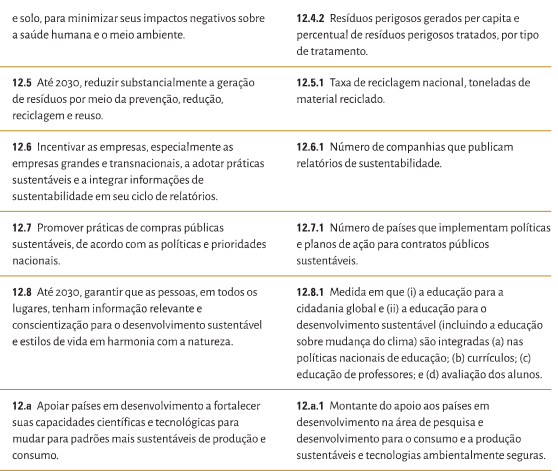 e solo, para minimizar seus impactos negativos sobre
a saúde humana e o meio ambiente.
12.4.2 Resíduos perigosos gerados per capita e
percentual de resíduos perigosos tratados, por tipo
de tratamento.
12.5 Até 2030, reduzir substancialmente a geração
de resíduos por meio da prevenção, redução,
reciclagem e reuso.
12.5.1 Taxa de reciclagem nacional, toneladas de
material reciclado.
12.6 Incentivar as empresas, especialmente as
empresas grandes e transnacionais, a adotar práticas
sustentáveis e a integrar informações de
sustentabilidade em seu ciclo de relatórios.
12.6.1 Número de companhias que publicam
relatórios de sustentabilidade.
12.7 Promover práticas de compras públicas
sustentáveis, de acordo com as políticas e prioridades
nacionais.
12.7.1 Número de países que implementam políticas
e planos de ação para contratos públicos
sustentáveis.
12.8 Até 2030, garantir que as pessoas, em todos os
lugares, tenham informação relevante e
conscientização para o desenvolvimento sustentável
e estilos de vida em harmonia com a natureza.
12.8.1 Medida em que (i) a educação para a
cidadania global e (ii) a educação para o
desenvolvimento sustentável (incluindo a educação
sobre mudança do clima) são integradas (a) nas
políticas nacionais de educação; (b) currículos; (c)
educação de professores; e (d) avaliação dos alunos.
12.a Apoiar países em desenvolvimento a fortalecer
suas capacidades científicas e tecnológicas para
mudar para padrões mais sustentáveis de produção e
consumo.
12.a.1 Montante do apoio aos países em
desenvolvimento na área de pesquisa e
desenvolvimento para o consumo e a produção
sustentáveis e tecnologias ambientalmente seguras.